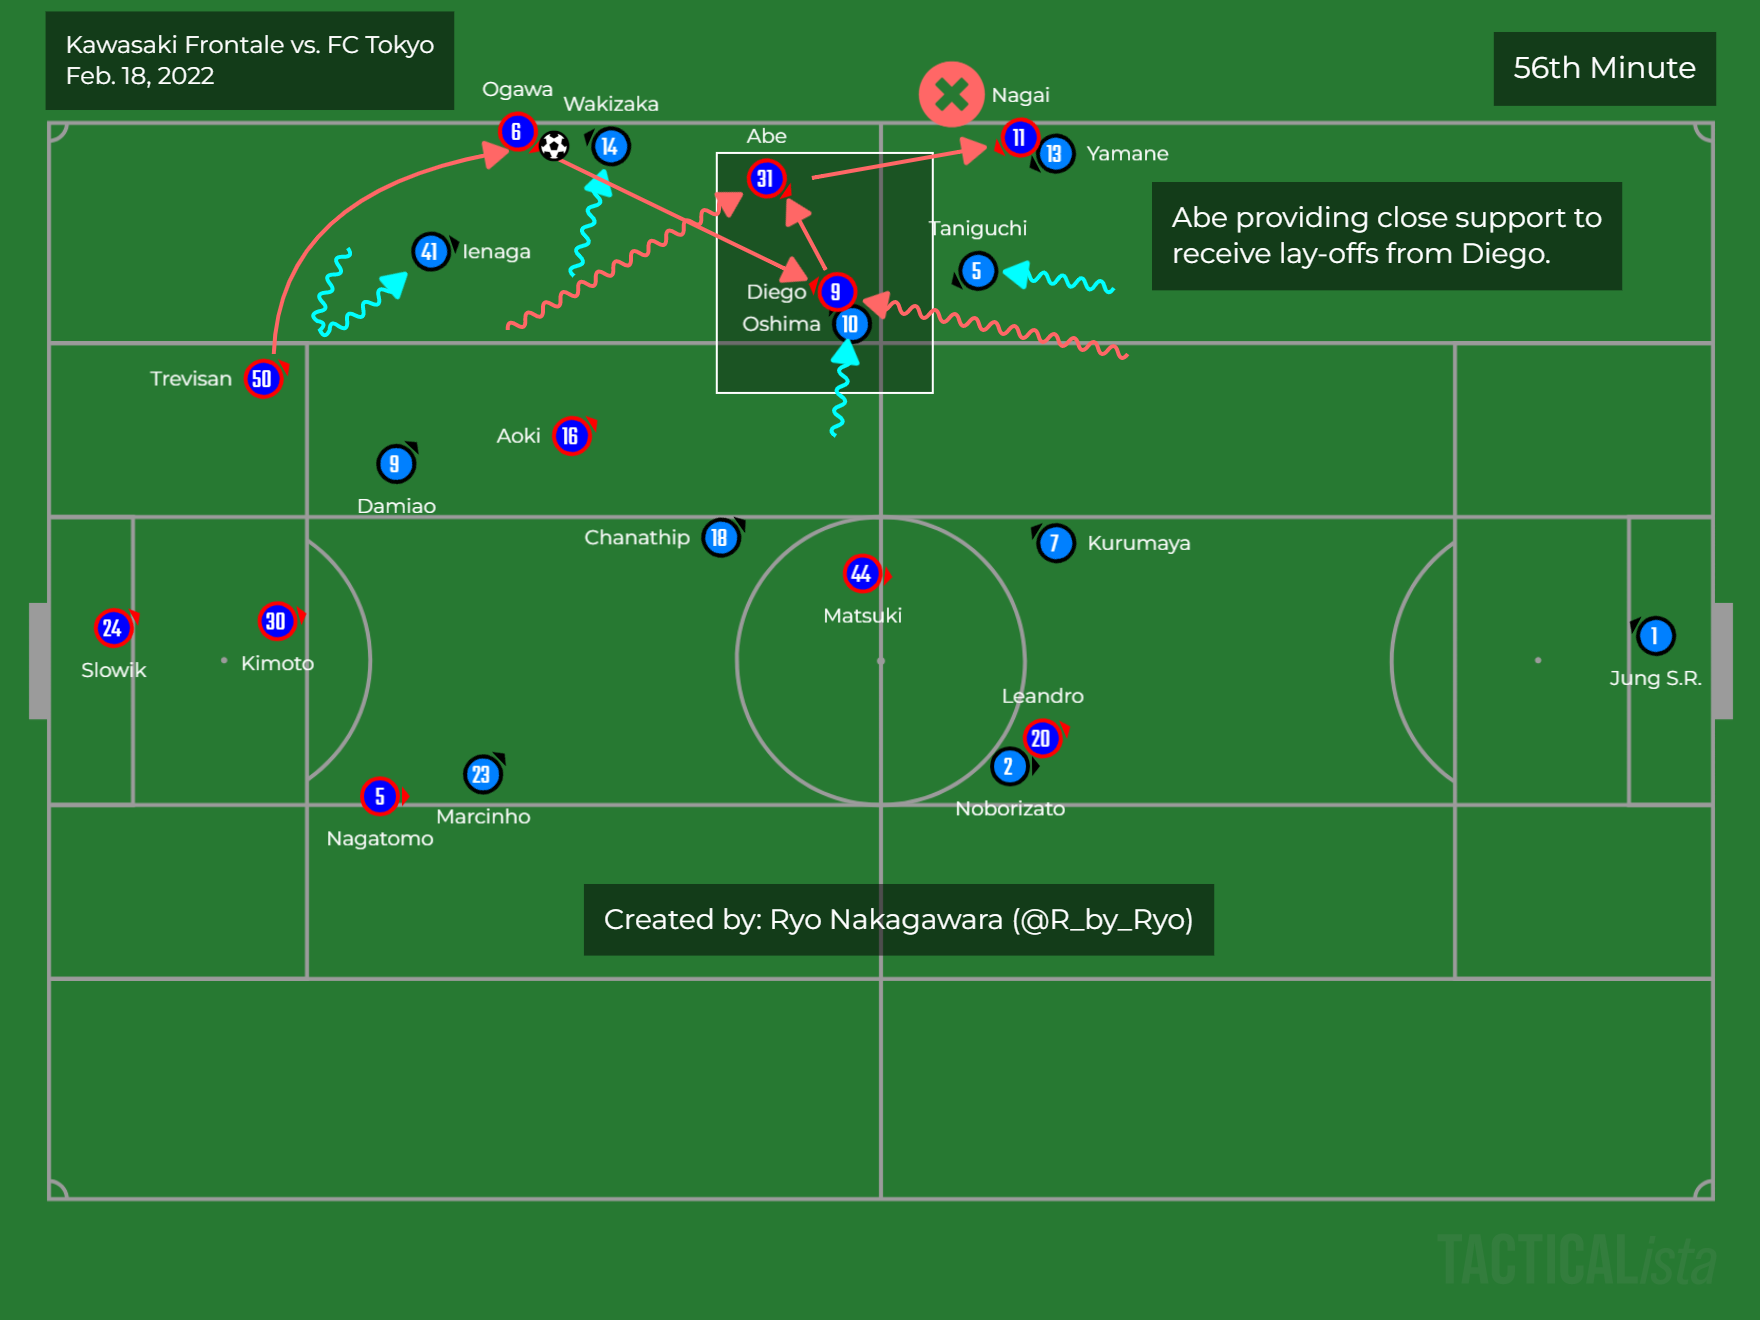 Kawasaki Frontale vs. FC Tokyo
Feb. 18, 2022
56th Minute
Ogawa
Wakizaka
Nagai
6
14
Abe
11
13
Yamane
31
Abe providing close support to
receive lay-offs from Diego.
Taniguchi
41
Ienaga
5
Diego
9
Oshima
10
Trevisan
50
Aoki
16
9
Damiao
Chanathip
18
7
Kurumaya
44
Matsuki
24
Slowik
30
Kimoto
1
Jung S.R.
Leandro
20
2
Noborizato
23
Marcinho
5
Nagatomo
Created by: Ryo Nakagawara (@R_by_Ryo)
TACTICALista